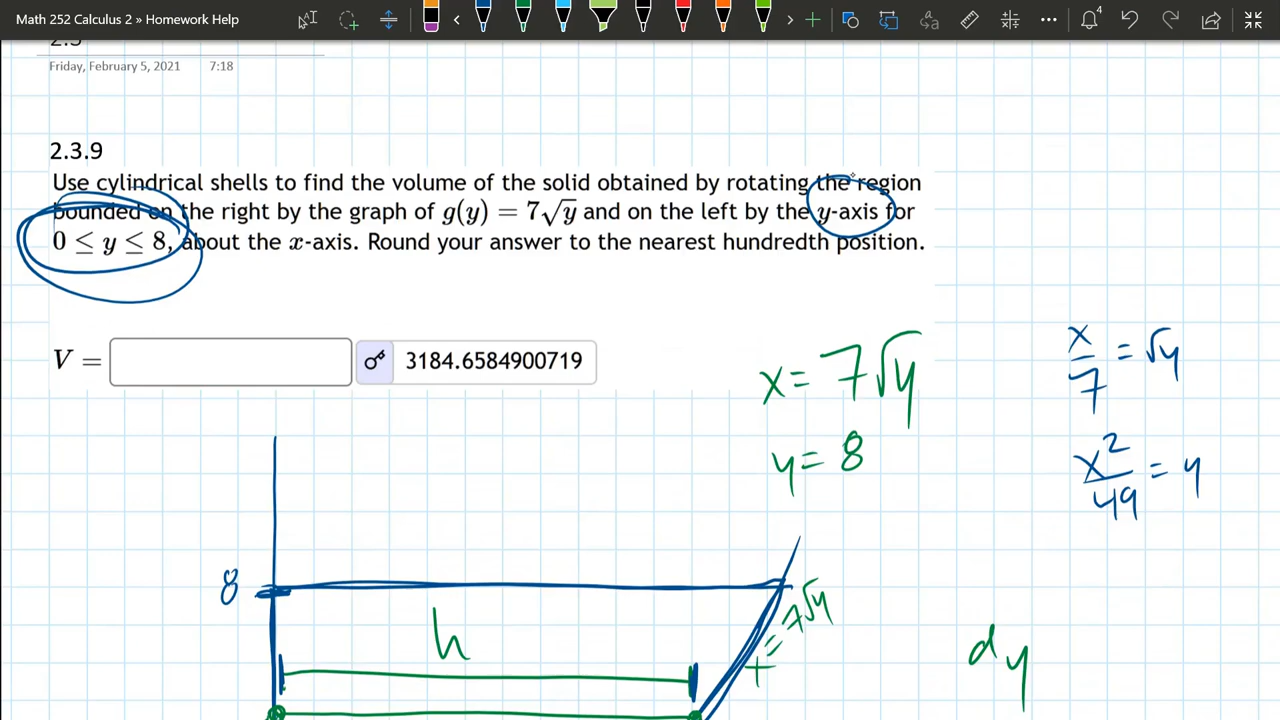 Math 252 Calculus 2 » Homework Help
4
2.3
Friday, February 5, 2021 7:18
2.3.9
Use cylindrical shells to find the volume of the solid obtained by rotating the region
bounded on the right by the graph of g(y) = 7√y and on the left by the y-axis for
0 ≤ y ≤ 8, about the x-axis. Round your answer to the nearest hundredth position.
V =
3184.6584900719
x = 7√y
y = 8
x/7 = √y
x²/49 = y
8
h
x = 7√y
dy